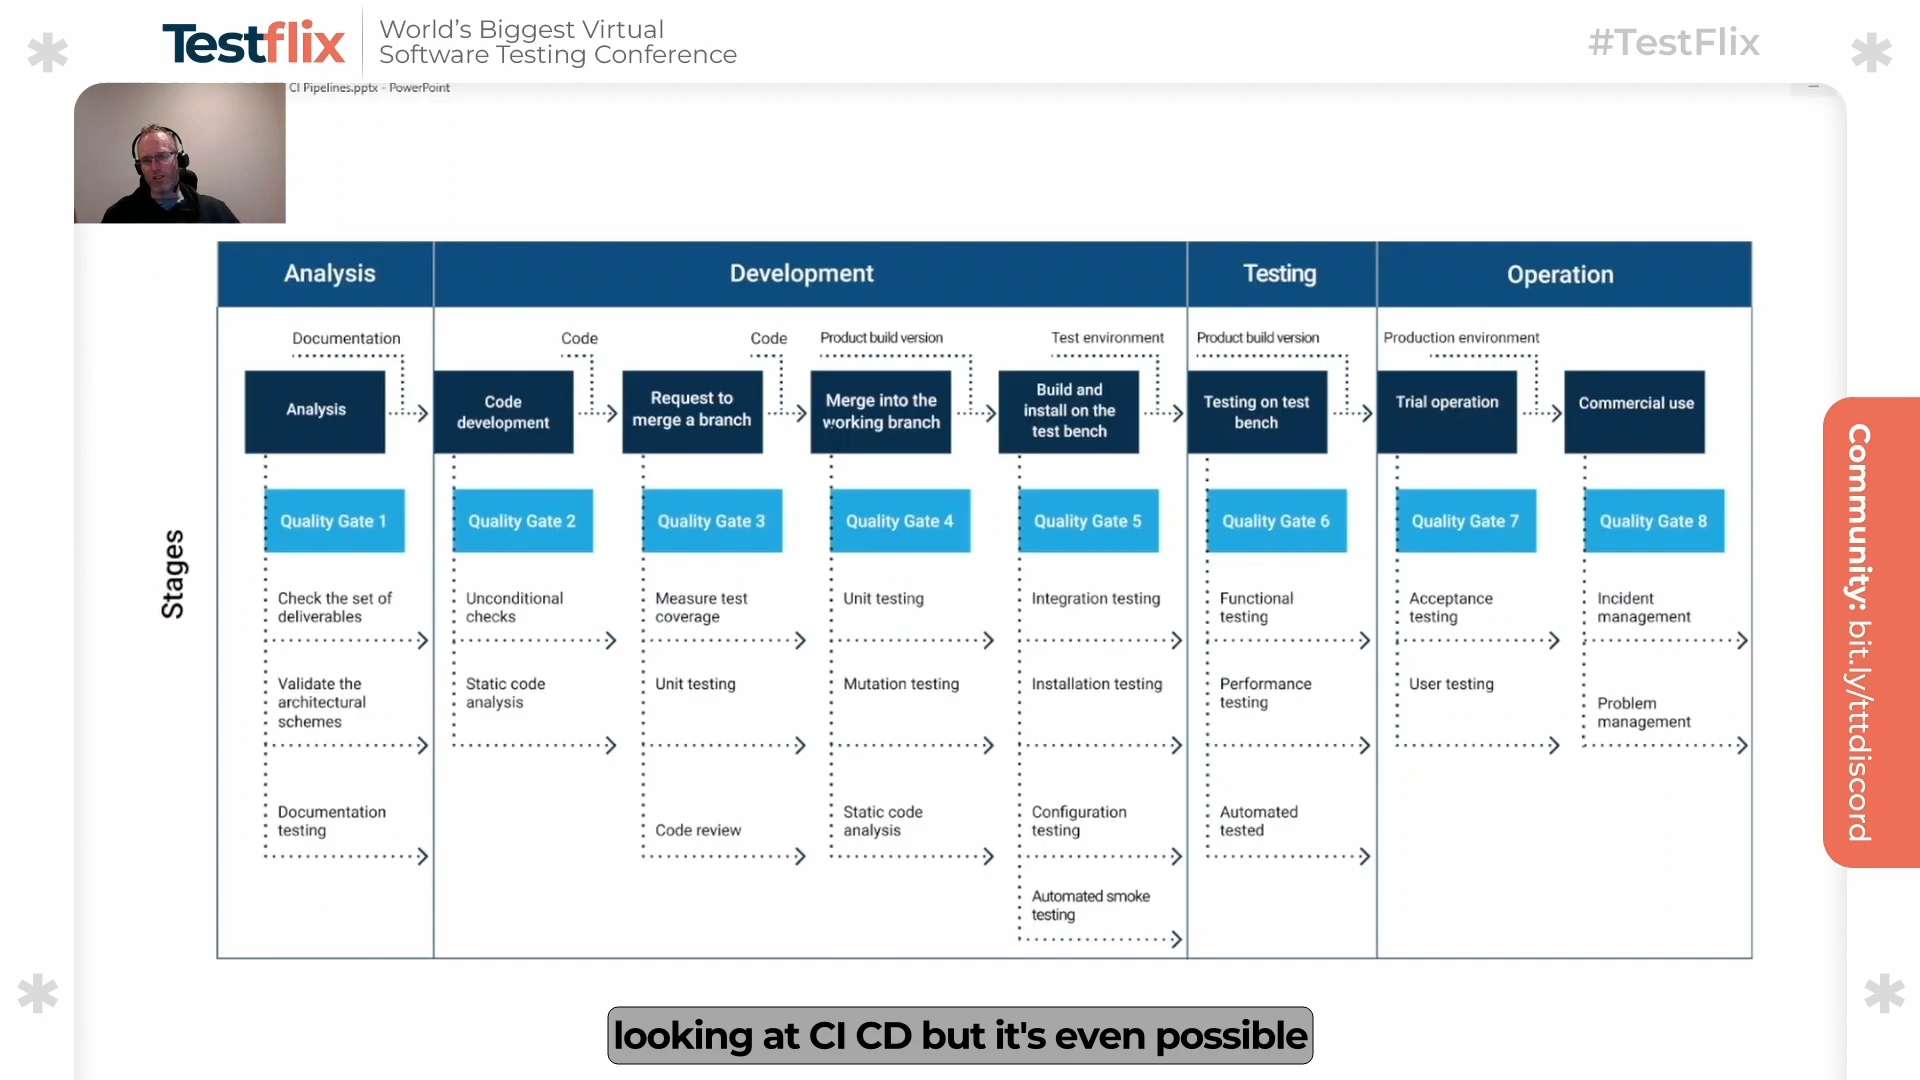 Testflix
World's Biggest Virtual
Software Testing Conference
#TestFlix
CI Pipelines.pptx - PowerPoint
Analysis
Development
Testing
Operation
Documentation
Code
Code
Product build version
Test environment
Product build version
Production environment
Analysis
Code
development
Request to
merge a branch
Merge into the
working branch
Build and
install on the
test bench
Testing on test
bench
Trial operation
Commercial use
Stages
Quality Gate 1
Quality Gate 2
Quality Gate 3
Quality Gate 4
Quality Gate 5
Quality Gate 6
Quality Gate 7
Quality Gate 8
Check the set of
deliverables
Validate the
architectural
schemes
Documentation
testing
Unconditional
checks
Static code
analysis
Measure test
coverage
Unit testing
Code review
Unit testing
Mutation testing
Static code
analysis
Integration testing
Installation testing
Configuration
testing
Automated smoke
testing
Functional
testing
Performance
testing
Automated
tested
Acceptance
testing
User testing
Incident
management
Problem
management
Community: bit.ly/tttdiscord
looking at CI CD but it's even possible